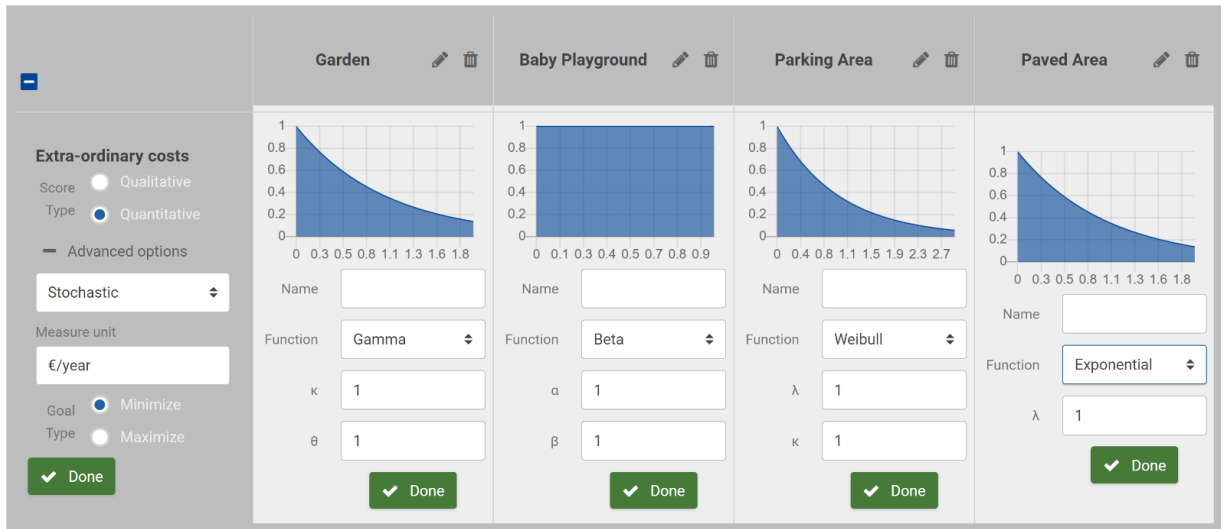 Garden
Baby Playground
Parking Area
Paved Area
Extra-ordinary costs
Score Type
Qualitative
Quantitative
Advanced options
Stochastic
Measure unit
€/year
Goal Type
Minimize
Maximize
Done
1
0.8
0.6
0.4
0.2
0
0 0.3 0.5 0.8 1.1 1.3 1.6 1.8
Name
Function Gamma
κ 1
θ 1
Done
1
0.8
0.6
0.4
0.2
0
0 0.1 0.3 0.4 0.5 0.7 0.8 0.9
Name
Function Beta
α 1
β 1
Done
1
0.8
0.6
0.4
0.2
0
0 0.4 0.8 1.1 1.5 1.9 2.3 2.7
Name
Function Weibull
λ 1
κ 1
Done
1
0.8
0.6
0.4
0.2
0
0 0.3 0.5 0.8 1.1 1.3 1.6 1.8
Name
Function Exponential
λ 1
Done